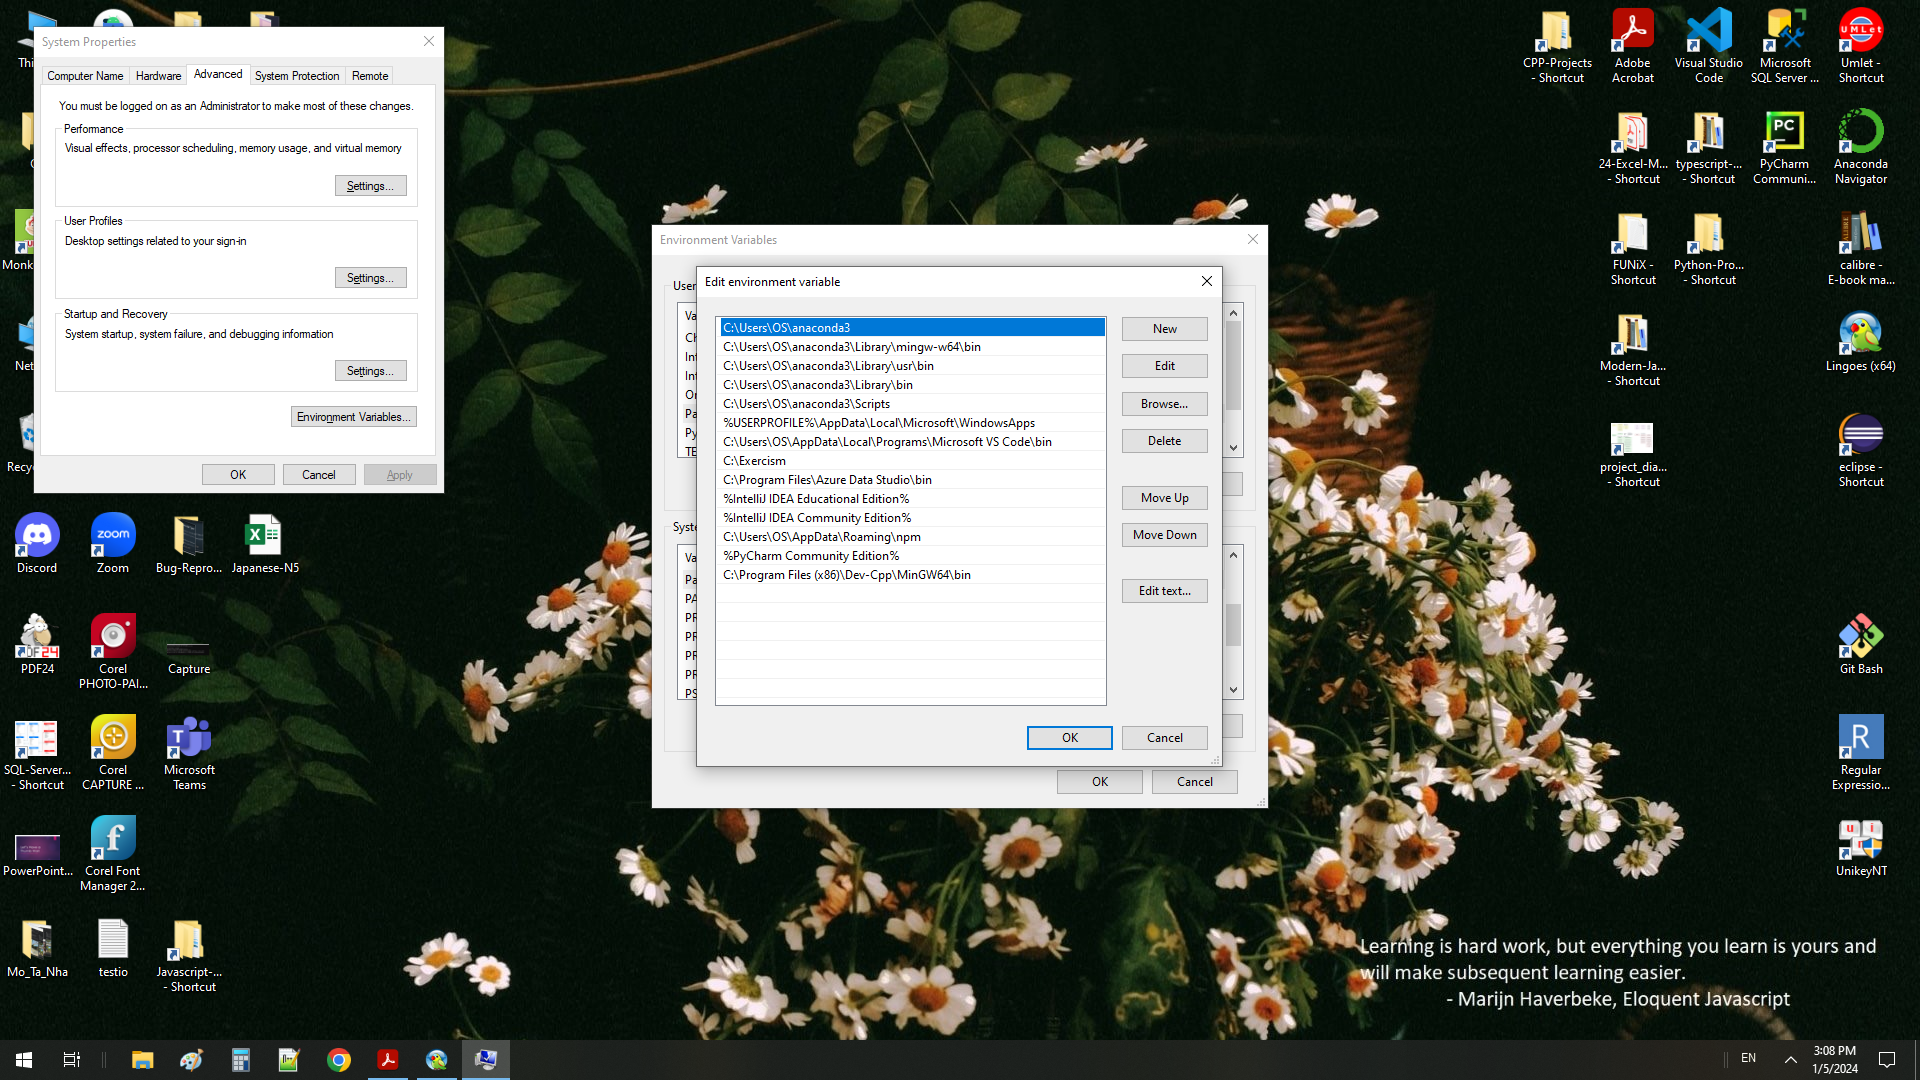 System Properties
Computer Name
Hardware
Advanced
System Protection
Remote
You must be logged on as an Administrator to make most of these changes.
Performance
Visual effects, processor scheduling, memory usage, and virtual memory
Settings...
User Profiles
Desktop settings related to your sign-in
Settings...
Startup and Recovery
System startup, system failure, and debugging information
Settings...
Environment Variables...
OK
Cancel
Apply
Environment Variables
User
Edit environment variable
C:\Users\OS\anaconda3
C:\Users\OS\anaconda3\Library\mingw-w64\bin
C:\Users\OS\anaconda3\Library\usr\bin
C:\Users\OS\anaconda3\Library\bin
C:\Users\OS\anaconda3\Scripts
%USERPROFILE%\AppData\Local\Microsoft\WindowsApps
C:\Users\OS\AppData\Local\Programs\Microsoft VS Code\bin
C:\Exercism
C:\Program Files\Azure Data Studio\bin
%IntelliJ IDEA Educational Edition%
%IntelliJ IDEA Community Edition%
C:\Users\OS\AppData\Roaming\npm
%PyCharm Community Edition%
C:\Program Files (x86)\Dev-Cpp\MinGW64\bin
New
Edit
Browse...
Delete
Move Up
Move Down
Edit text...
OK
Cancel
OK
Cancel
Discord
Zoom
Bug-Repro...
Japanese-N5
PDF24
Corel
PHOTO-PAI...
Capture
SQL-Server...
- Shortcut
Corel
CAPTURE ...
Microsoft
Teams
PowerPoint...
Corel Font
Manager 2...
Mo_Ta_Nha
testio
Javascript-...
- Shortcut
CPP-Projects
- Shortcut
Adobe
Acrobat
Visual Studio
Code
Microsoft
SQL Server ...
UMLet
Umlet -
Shortcut
24-Excel-M...
- Shortcut
typescript-...
- Shortcut
PC
PyCharm
Communi...
Anaconda
Navigator
FUNiX -
Shortcut
Python-Pro...
- Shortcut
calibre -
E-book ma...
Modern-Ja...
- Shortcut
Lingoes (x64)
project_dia...
- Shortcut
eclipse -
Shortcut
Git Bash
R
Regular
Expressio...
UnikeyNT
Learning is hard work, but everything you learn is yours and
will make subsequent learning easier.
- Marijn Haverbeke, Eloquent Javascript
EN
3:08 PM
1/5/2024